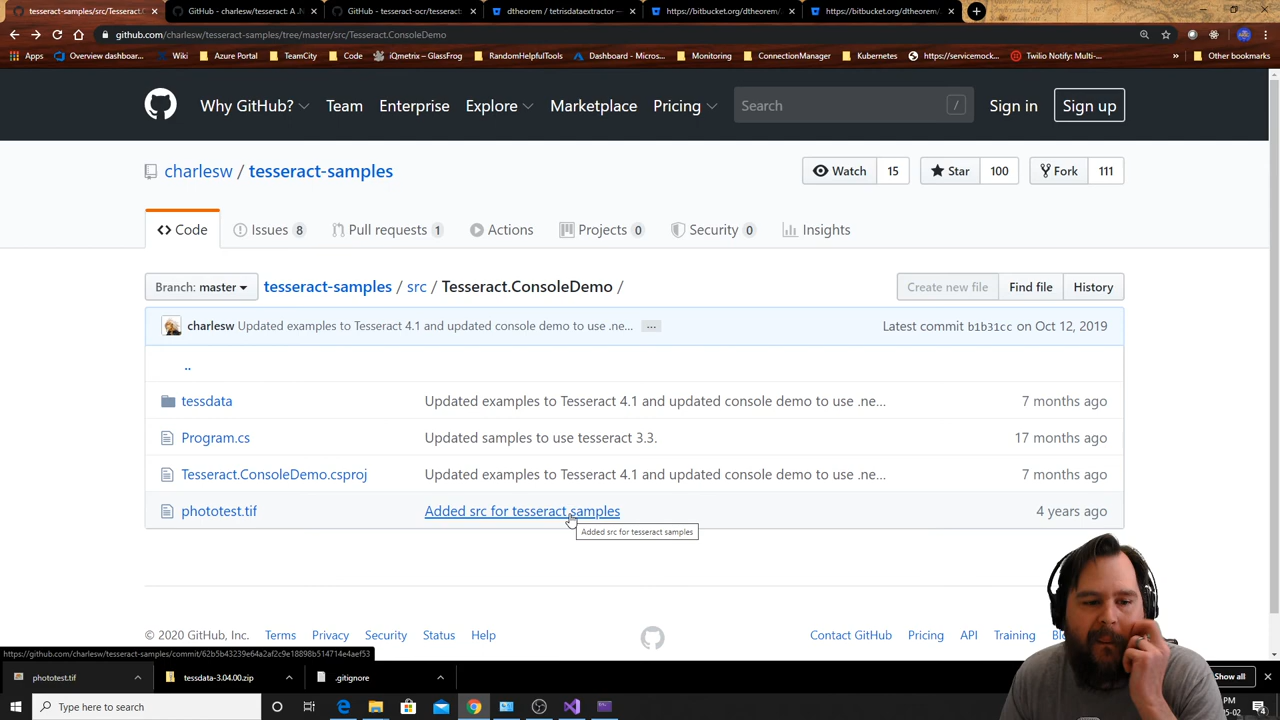 tesseract-samples/src/Tesseract.C
GitHub - charlesw/tesseract: A .N
GitHub - tesseract-ocr/tesseract:
dtheorem / tetrisdataextractor —
https://bitbucket.org/dtheorem/
https://bitbucket.org/dtheorem/
github.com/charlesw/tesseract-samples/tree/master/src/Tesseract.ConsoleDemo
Apps Overview dashboar... Wiki Azure Portal TeamCity Code iQmetrix – GlassFrog RandomHelpfulTools Dashboard - Micros... Monitoring ConnectionManager Kubernetes https://servicemock... Twilio Notify: Multi-... » Other bookmarks
Why GitHub? Team Enterprise Explore Marketplace Pricing Search / Sign in Sign up
charlesw / tesseract-samples
Watch 15 Star 100 Fork 111
<> Code Issues 8 Pull requests 1 Actions Projects 0 Security 0 Insights
Branch: master tesseract-samples / src / Tesseract.ConsoleDemo / Create new file Find file History
charlesw Updated examples to Tesseract 4.1 and updated console demo to use .ne... ... Latest commit b1b31cc on Oct 12, 2019
..
tessdata Updated examples to Tesseract 4.1 and updated console demo to use .ne... 7 months ago
Program.cs Updated samples to use tesseract 3.3. 17 months ago
Tesseract.ConsoleDemo.csproj Updated examples to Tesseract 4.1 and updated console demo to use .ne... 7 months ago
phototest.tif Added src for tesseract samples 4 years ago
Added src for tesseract samples
© 2020 GitHub, Inc. Terms Privacy Security Status Help Contact GitHub Pricing API Training
https://github.com/charlesw/tesseract-samples/commit/62b5b43239e64a2af2c9e18898b514714e4aef53
phototest.tif tessdata-3.04.00.zip .gitignore Show all
Type here to search